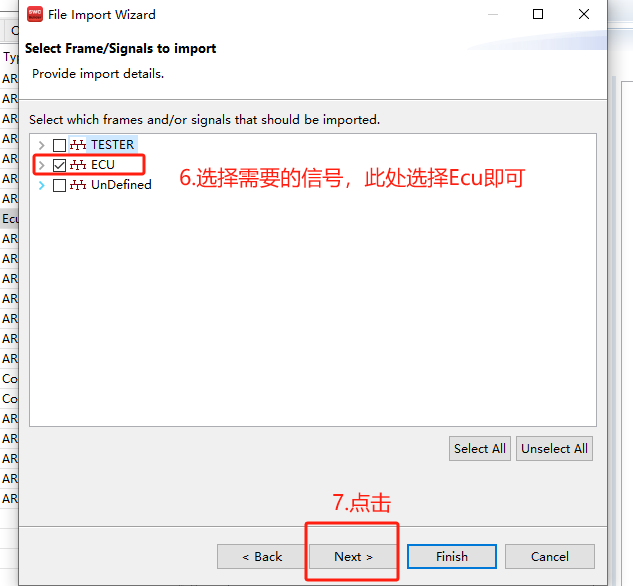 SWC
File Import Wizard
Select Frame/Signals to import
Provide import details.
Select which frames and/or signals that should be imported.
TESTER
ECU
UnDefined
6.选择需要的信号，此处选择Ecu即可
Select All
Unselect All
7.点击
< Back
Next >
Finish
Cancel
C
Typ
AR
AR
AR
AR
AR
AR
AR
Ecu
AR
AR
AR
AR
AR
AR
AR
Co
Co
AR
AR
AR
AR
AR